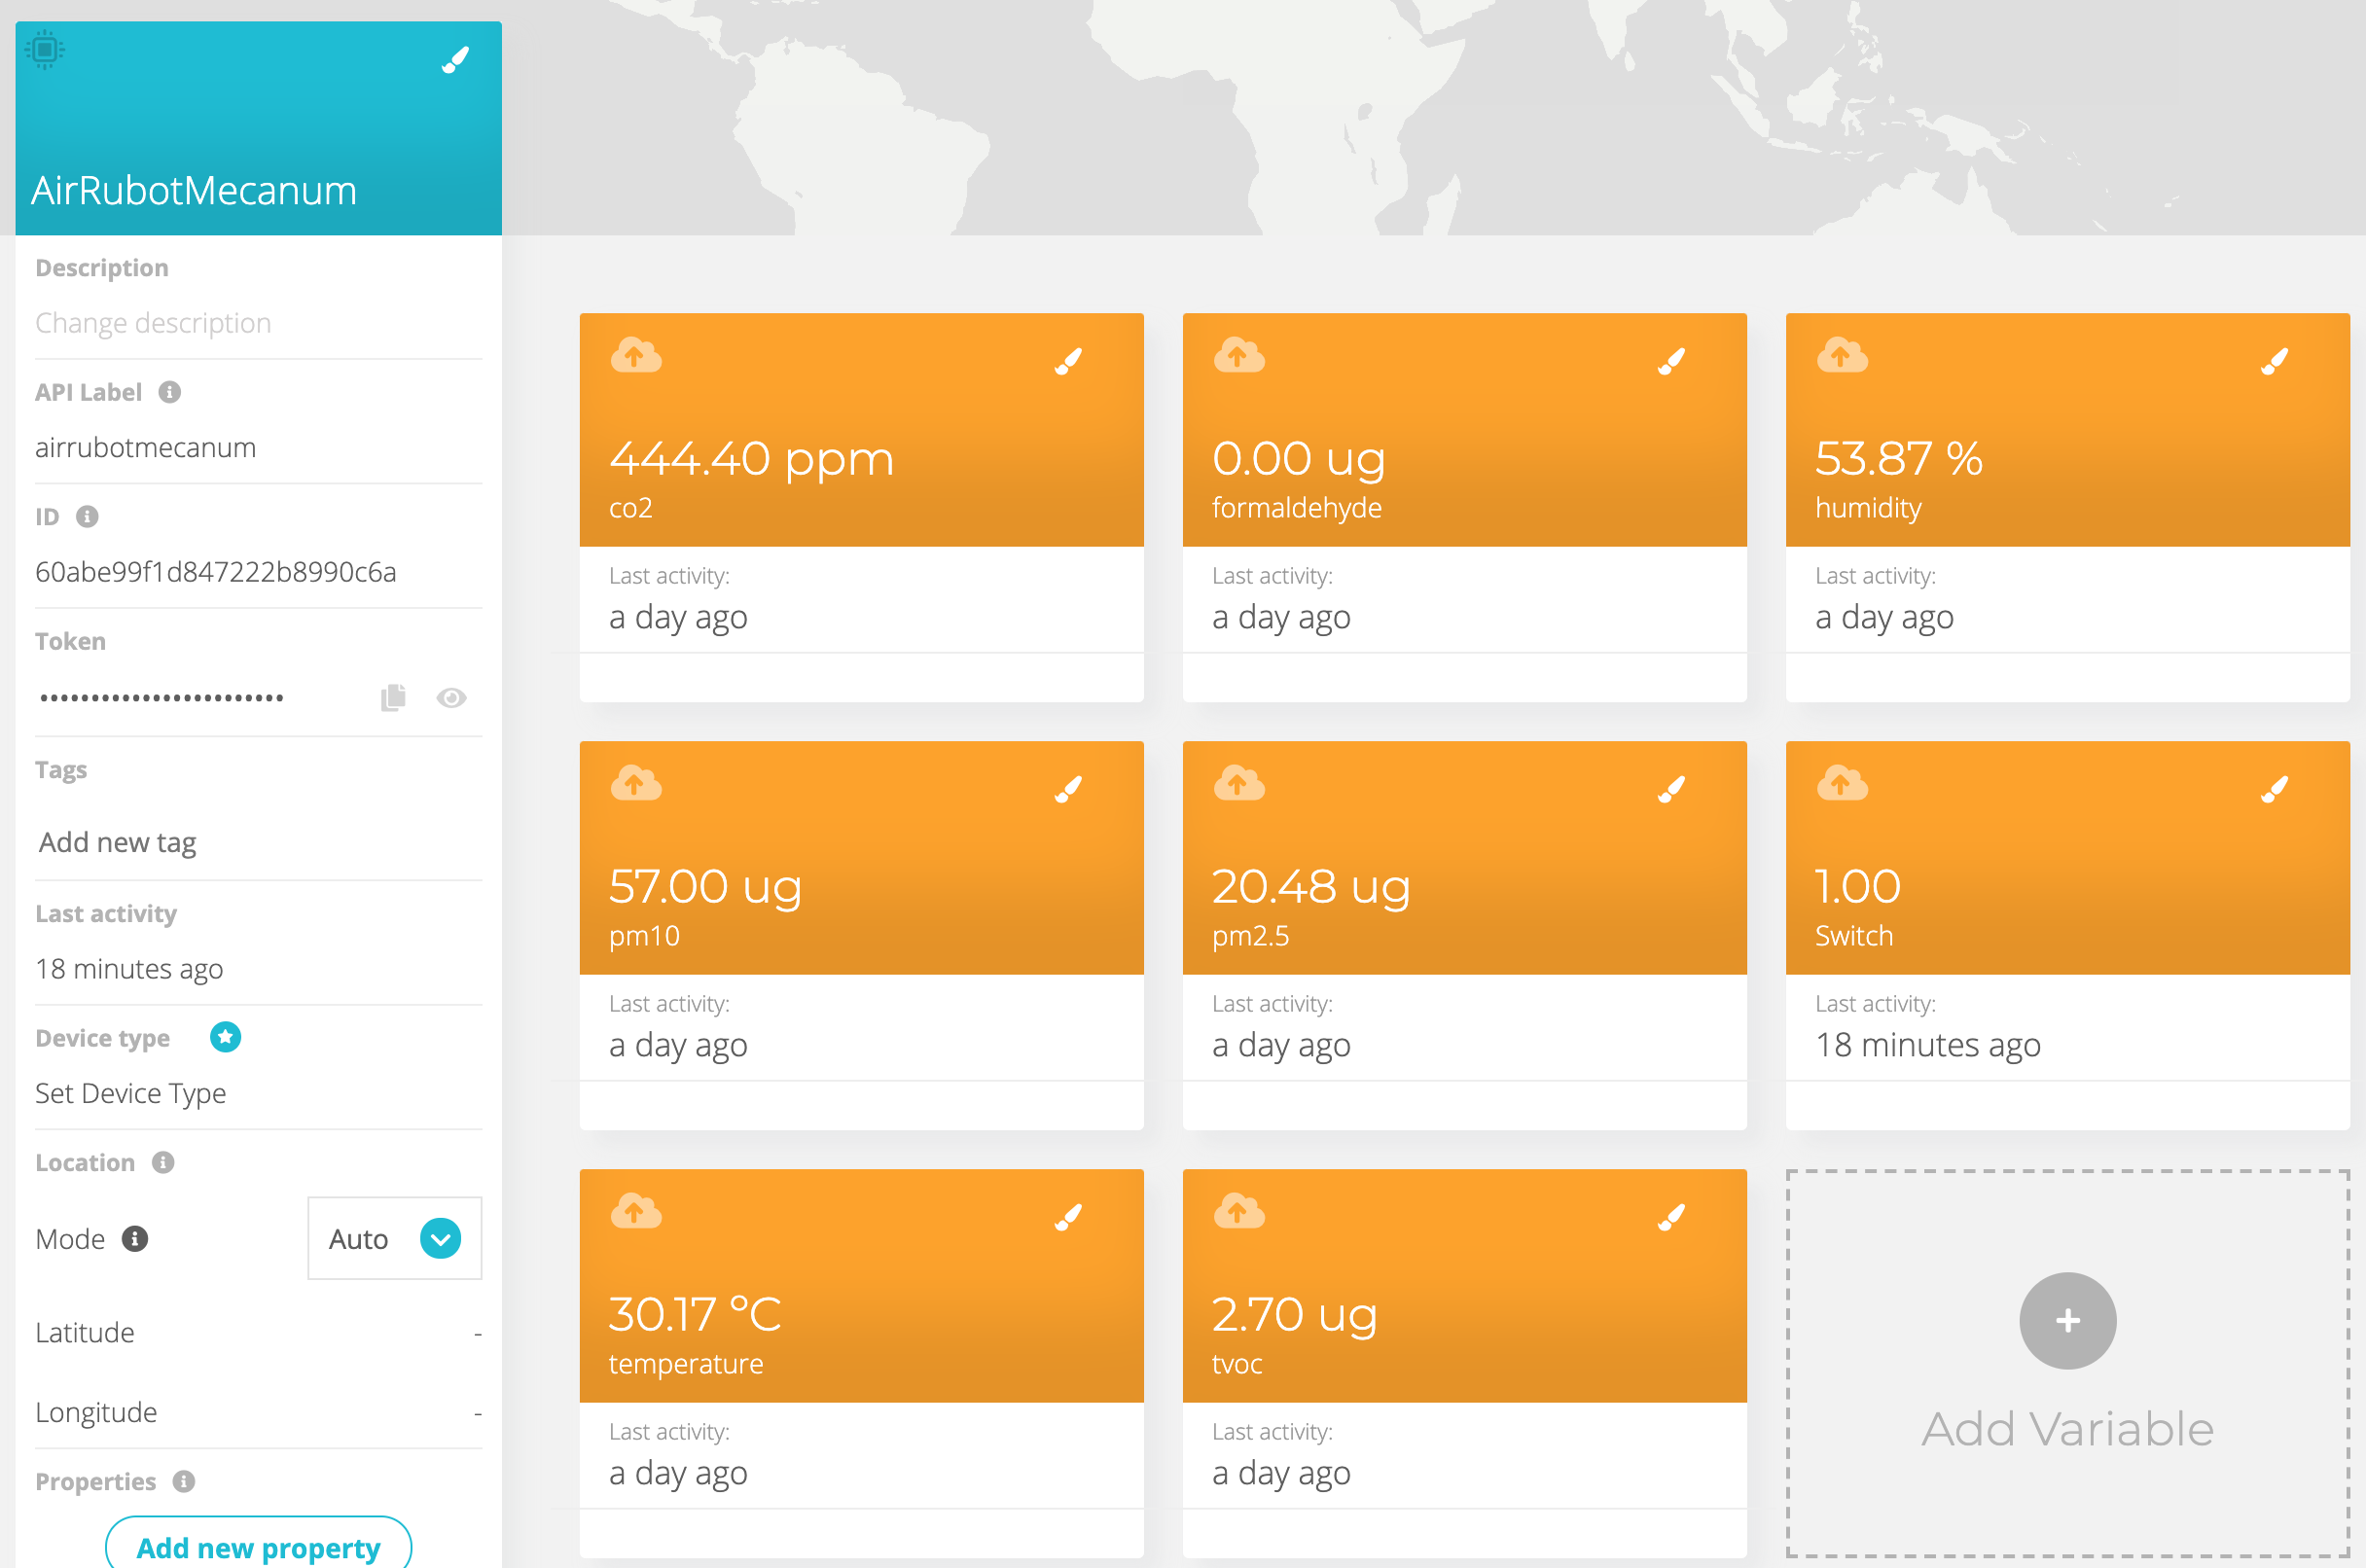 AirRubotMecanum
Description
Change description
API Label
airrubotmecanum
ID
60abe99f1d847222b8990c6a
Token
••••••••••••••••••••••••
Tags
Add new tag
Last activity
18 minutes ago
Device type
Set Device Type
Location
Mode
Auto
Latitude -
Longitude -
Properties
Add new property
444.40 ppm
co2
Last activity:
a day ago
0.00 ug
formaldehyde
Last activity:
a day ago
53.87 %
humidity
Last activity:
a day ago
57.00 ug
pm10
Last activity:
a day ago
20.48 ug
pm2.5
Last activity:
a day ago
1.00
Switch
Last activity:
18 minutes ago
30.17 ºC
temperature
Last activity:
a day ago
2.70 ug
tvoc
Last activity:
a day ago
Add Variable